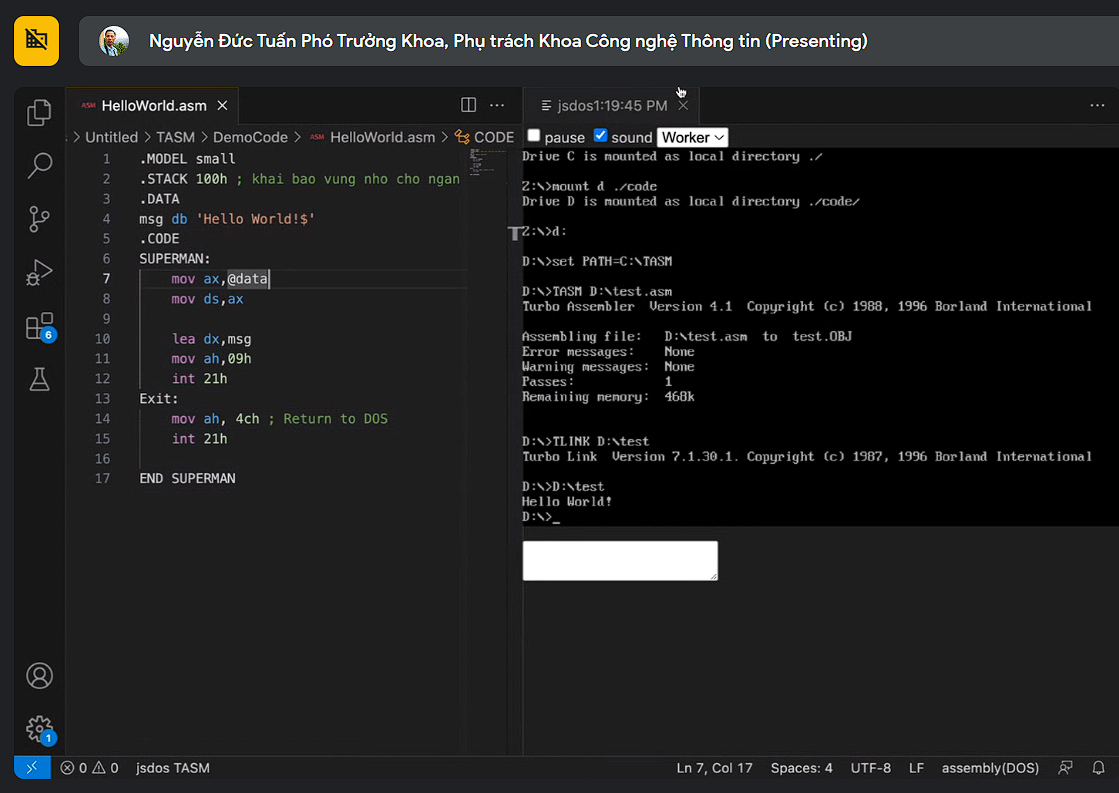 Nguyễn Đức Tuấn Phó Trưởng Khoa, Phụ trách Khoa Công nghệ Thông tin (Presenting)
ASM HelloWorld.asm
Untitled > TASM > DemoCode > ASM HelloWorld.asm > CODE
1 .MODEL small
2 .STACK 100h ; khai bao vung nho cho ngan
3 .DATA
4 msg db 'Hello World!$'
5 .CODE
6 SUPERMAN:
7 mov ax,@data
8 mov ds,ax
9
10 lea dx,msg
11 mov ah,09h
12 int 21h
13 Exit:
14 mov ah, 4ch ; Return to DOS
15 int 21h
16
17 END SUPERMAN
6
1
jsdos1:19:45 PM
pause sound Worker
Drive C is mounted as local directory ./
Z:\>mount d ./code
Drive D is mounted as local directory ./code/
Z:\>d:
D:\>set PATH=C:\TASM
D:\>TASM D:\test.asm
Turbo Assembler Version 4.1 Copyright (c) 1988, 1996 Borland International
Assembling file: D:\test.asm to test.OBJ
Error messages: None
Warning messages: None
Passes: 1
Remaining memory: 468k
D:\>TLINK D:\test
Turbo Link Version 7.1.30.1. Copyright (c) 1987, 1996 Borland International
D:\>D:\test
Hello World!
D:\>_
0 0 jsdos TASM
Ln 7, Col 17 Spaces: 4 UTF-8 LF assembly(DOS)